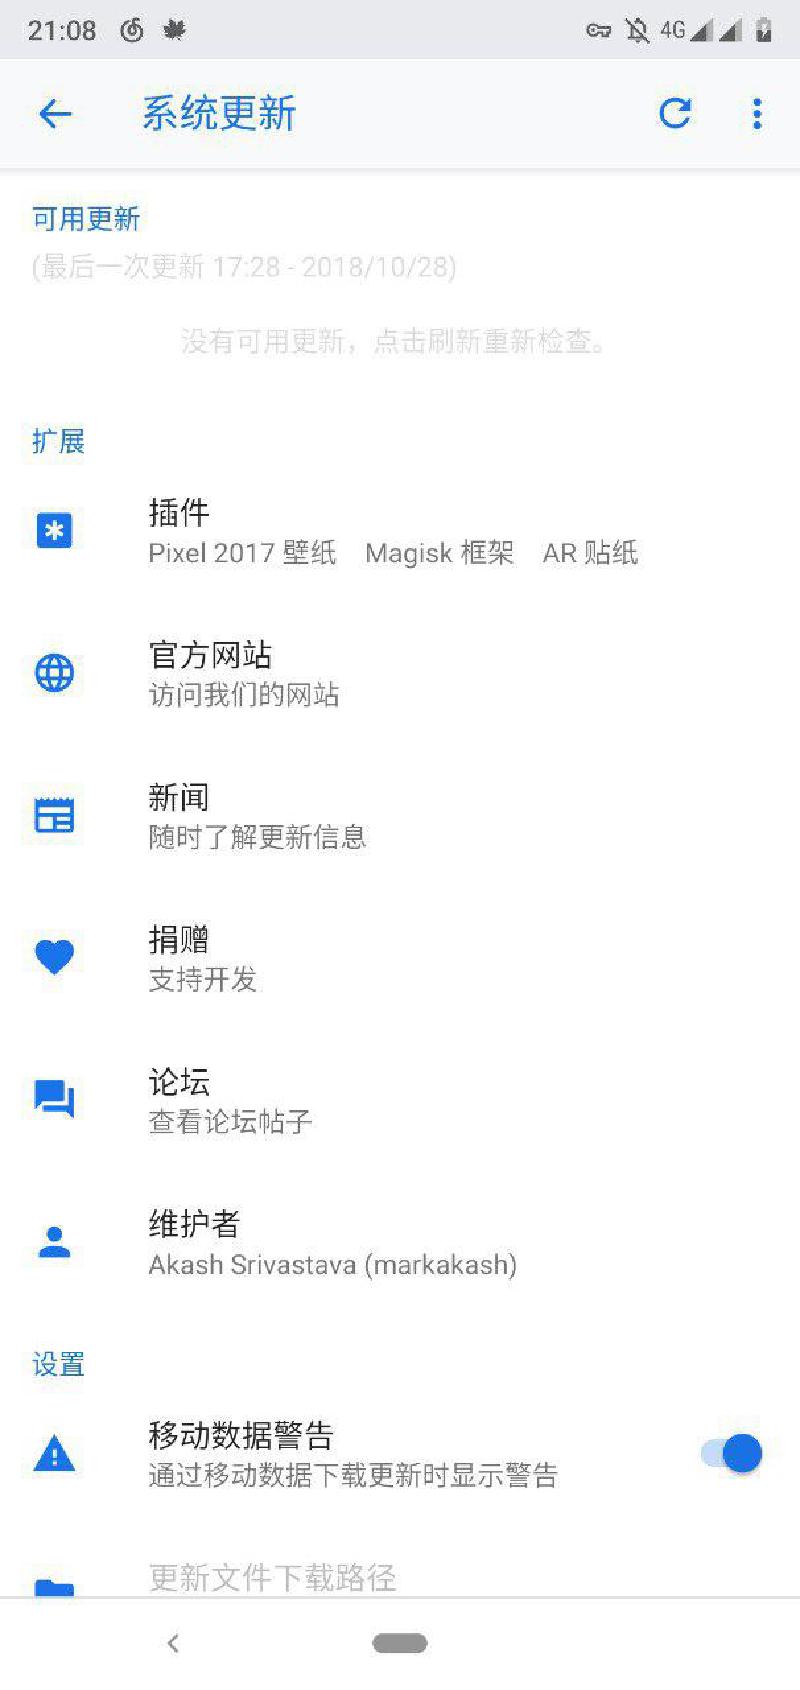 21:08
4G
系统更新
可用更新
(最后一次更新 17:28 - 2018/10/28)
没有可用更新，点击刷新重新检查。
扩展
插件
Pixel 2017 壁纸 Magisk 框架 AR 贴纸
官方网站
访问我们的网站
新闻
随时了解更新信息
捐赠
支持开发
论坛
查看论坛帖子
维护者
Akash Srivastava (markakash)
设置
移动数据警告
通过移动数据下载更新时显示警告
更新文件下载路径